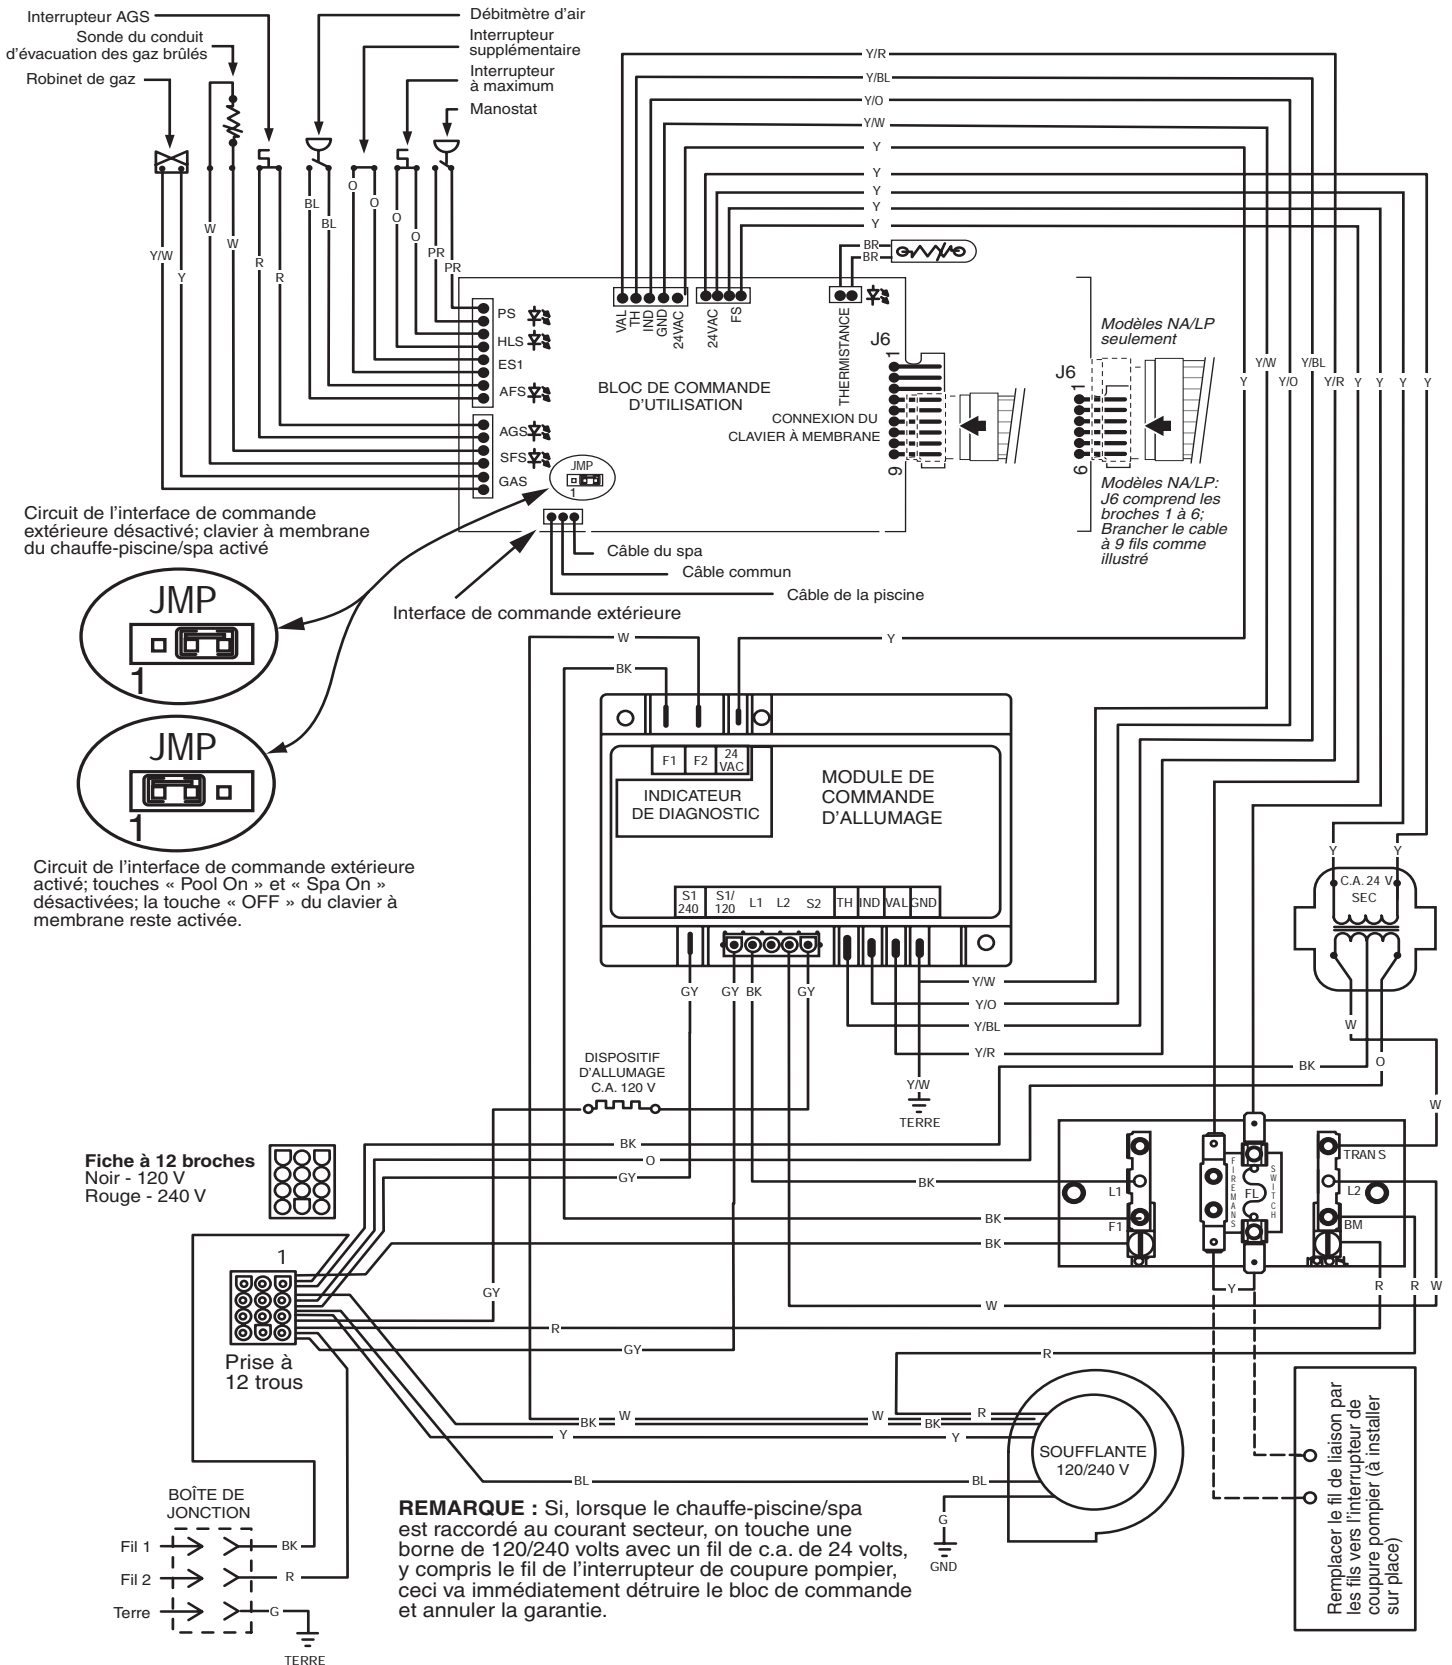 Interrupteur AGS
Sonde du conduit
d'évacuation des gaz brûlés
Robinet de gaz
Débitmètre d'air
Interrupteur
supplémentaire
Interrupteur
à maximum
Manostat
Y/R
Y/BL
Y/O
Y/W
Y
Y
Y
Y
Y
BR
BR
O
O
BL
BL
O
O
W
W
R
R
PR
PR
Y/W
Y
PS
HLS
ES1
AFS
AGS
SFS
GAS
VAL
TH
IND
GND
24VAC
24VAC
FS
THERMISTANCE
BLOC DE COMMANDE
D'UTILISATION
J6
1
9
CONNEXION DU
CLAVIER À MEMBRANE
JMP
1
Modèles NA/LP
seulement
J6
1
6
Modèles NA/LP:
J6 comprend les
broches 1 à 6;
Brancher le cable
à 9 fils comme
illustré
Y
Y/W
Y/O
Y/BL
Y/R
Y
Y
Y
Y
Circuit de l'interface de commande
extérieure désactivé; clavier à membrane
du chauffe-piscine/spa activé
JMP
1
JMP
1
Circuit de l'interface de commande extérieure
activé; touches « Pool On » et « Spa On »
désactivées; la touche « OFF » du clavier à
membrane reste activée.
Câble du spa
Câble commun
Câble de la piscine
Interface de commande extérieure
W
Y
BK
F1
F2
24
VAC
INDICATEUR
DE DIAGNOSTIC
MODULE DE
COMMANDE
D'ALLUMAGE
S1
240
S1/
120
L1
L2
S2
TH
IND
VAL
GND
GY
GY
BK
GY
Y/W
Y/O
Y/BL
Y/R
Y/W
TERRE
Y
Y
C.A. 24 V
SEC
W
O
BK
W
DISPOSITIF
D'ALLUMAGE
C.A. 120 V
BK
O
GY
BK
BK
BK
GY
W
R
GY
Fiche à 12 broches
Noir - 120 V
Rouge - 240 V
1
Prise à
12 trous
L1
F1
FIREMANS
SWITCH
FL
TRANS
L2
BM
Y
R
R
W
R
R
W
W
BK
BK
Y
Y
BL
BL
SOUFFLANTE
120/240 V
G
GND
Remplacer le fil de liaison par
les fils vers l'interrupteur de
coupure pompier (à installer
sur place)
BOÎTE DE
JONCTION
Fil 1
BK
Fil 2
R
Terre
G
TERRE
REMARQUE : Si, lorsque le chauffe-piscine/spa
est raccordé au courant secteur, on touche une
borne de 120/240 volts avec un fil de c.a. de 24 volts,
y compris le fil de l'interrupteur de coupure pompier,
ceci va immédiatement détruire le bloc de commande
et annuler la garantie.